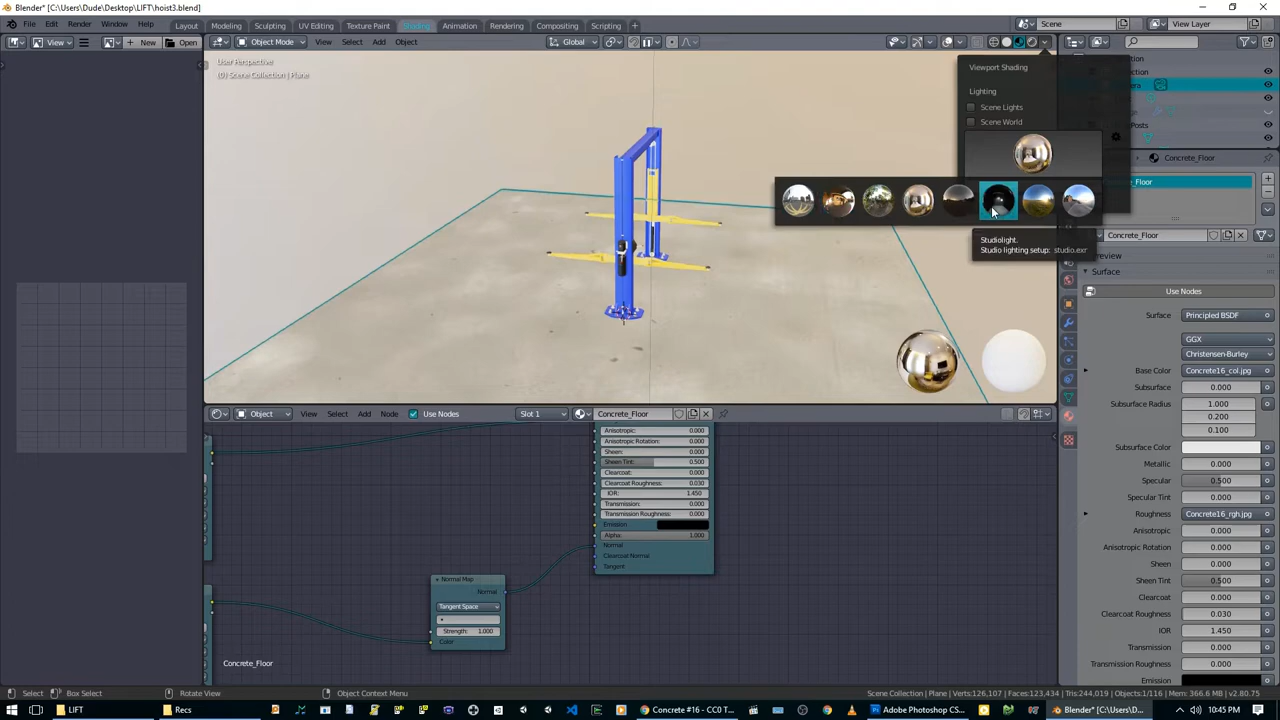 Blender* [C:\Users\Dude\Desktop\LIFT\hoist3.blend]
File Edit Render Window Help Layout Modeling Sculpting UV Editing Texture Paint Shading Animation Rendering Compositing Scripting Scene View Layer
View New Open Object Mode View Select Add Object Global
User Perspective
(0) Scene Collection | Plane
Viewport Shading
Lighting
Scene Lights
Scene World
Studiolight.
Studio lighting setup: studio.exr
Concrete_Floor
Surface
Use Nodes
Surface: Principled BSDF
GGX
Christensen-Burley
Base Color Concrete16_col.jpg
Subsurface 0.000
Subsurface Radius 1.000
0.200
0.100
Subsurface Color
Metallic 0.000
Specular 0.500
Specular Tint 0.000
Roughness Concrete16_rgh.jpg
Anisotropic 0.000
Anisotropic Rotation 0.000
Sheen 0.000
Sheen Tint 0.500
Clearcoat 0.000
Clearcoat Roughness 0.030
IOR 1.450
Transmission 0.000
Transmission Roughness 0.000
Emission
Object View Select Add Node Use Nodes Slot 1 Concrete_Floor
Anisotropic: 0.000
Anisotropic Rotation: 0.000
Sheen: 0.000
Sheen Tint: 0.500
Clearcoat: 0.000
Clearcoat Roughness: 0.030
IOR: 1.450
Transmission: 0.000
Transmission Roughness: 0.000
Emission
Alpha: 1.000
Normal
Clearcoat Normal
Tangent
Normal Map
Normal
Tangent Space
Strength: 1.000
Color
Concrete_Floor
Select Box Select Rotate View Object Context Menu Scene Collection | Plane | Verts:126,107 | Faces:123,434 | Tris:244,019 | Objects:1/116 | Mem: 366.6 MB | v2.80.75
LIFT Recs Concrete #16 - CC0 T... Adobe Photoshop CS... Blender* [C:\Users\D... 10:45 PM